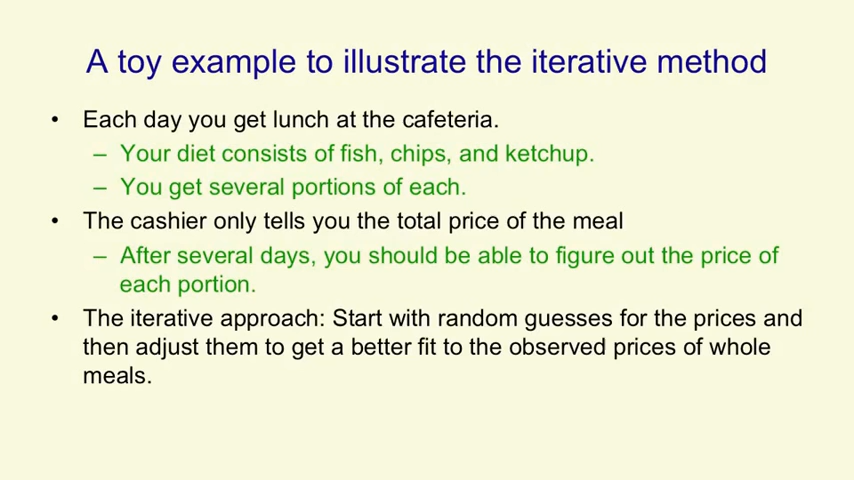 A toy example to illustrate the iterative method
• Each day you get lunch at the cafeteria.
– Your diet consists of fish, chips, and ketchup.
– You get several portions of each.
• The cashier only tells you the total price of the meal
– After several days, you should be able to figure out the price of
each portion.
• The iterative approach: Start with random guesses for the prices and
then adjust them to get a better fit to the observed prices of whole
meals.